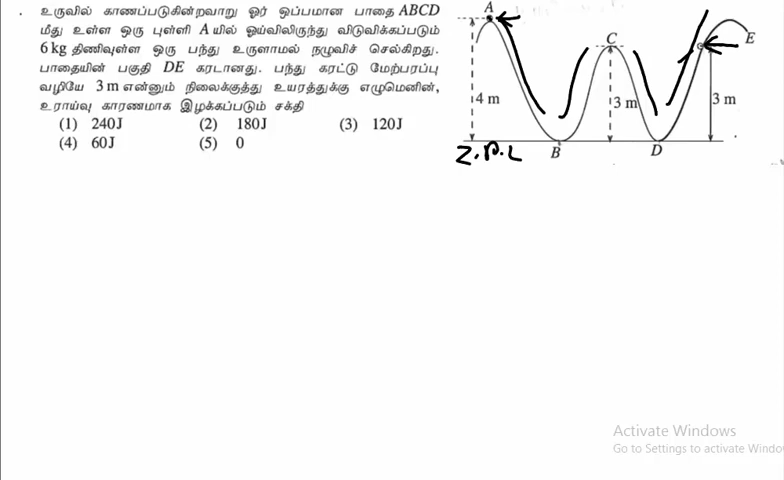 . உருவில் காணப்படுகின்றவாறு ஓர் ஒப்பமான பாதை ABCD
மீது உள்ள ஒரு புள்ளி A யில் ஓய்விலிருந்து விடுவிக்கப்படும்
6 kg திணிவுள்ள ஒரு பந்து உருளாமல் நழுவிச் செல்கிறது.
பாதையின் பகுதி DE கரடானது. பந்து கரட்டு மேற்பரப்பு
வழியே 3 m என்னும் நிலைக்குத்து உயரத்துக்கு எழுமெனின்,
உராய்வு காரணமாக இழக்கப்படும் சக்தி
(1) 240J (2) 180J (3) 120J
(4) 60J (5) 0
A
C
E
4 m
3 m
3 m
Z.P.L
B
D
Activate Windows
Go to Settings to activate Windo